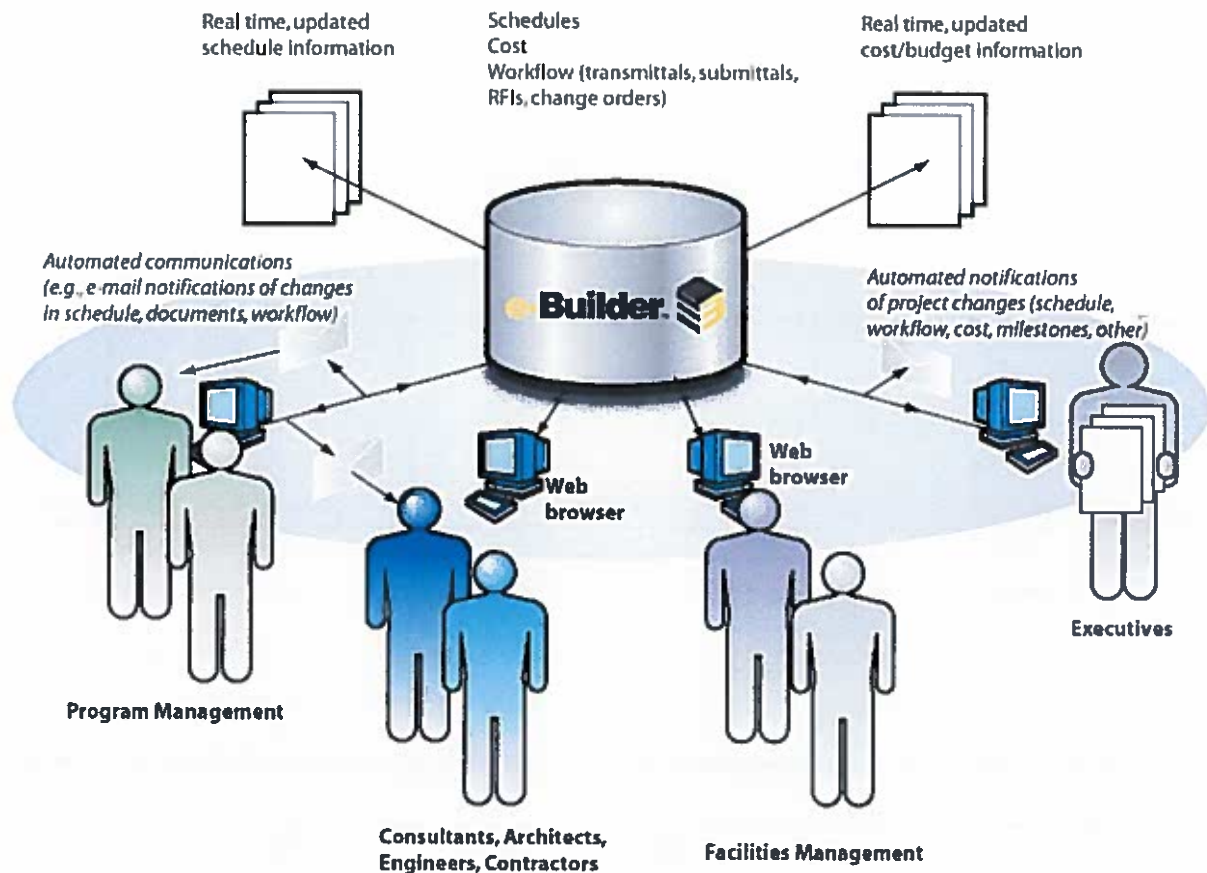 Real time, updated
schedule information
Schedules
Cost
Workflow (transmittals, submittals,
RFIs, change orders)
Real time, updated
cost/budget information
Automated communications
(e.g., e-mail notifications of changes
in schedule, documents, workflow)
e-Builder.
Automated notifications
of project changes (schedule,
workflow, cost, milestones, other)
Web
browser
Web
browser
Executives
Program Management
Consultants, Architects,
Engineers, Contractors
Facilities Management